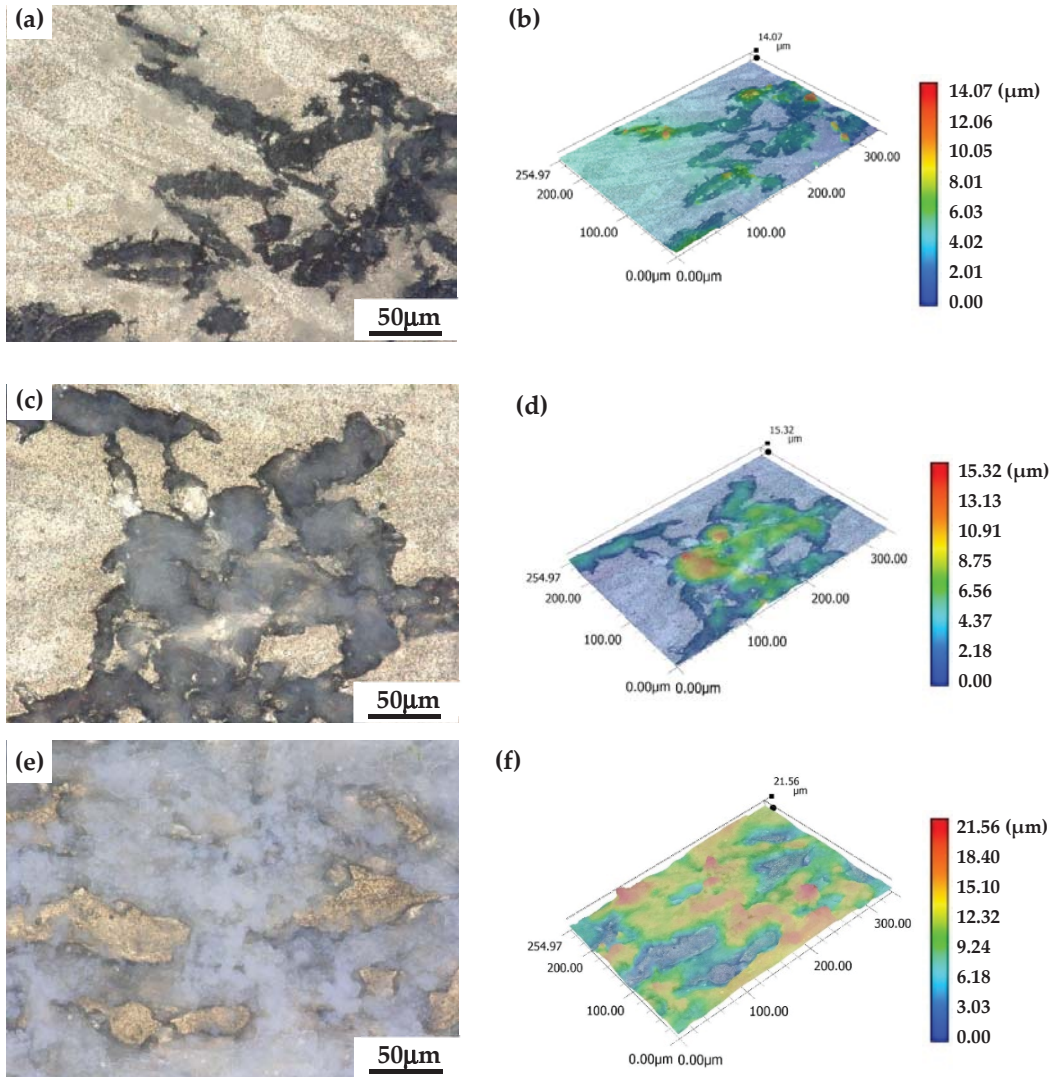 (a)
50µm
(b)
14.07
µm
254.97
200.00
100.00
0.00µm 0.00µm
100.00
200.00
300.00
14.07 (µm)
12.06
10.05
8.01
6.03
4.02
2.01
0.00
(c)
50µm
(d)
15.32
µm
254.97
200.00
100.00
0.00µm 0.00µm
100.00
200.00
300.00
15.32 (µm)
13.13
10.91
8.75
6.56
4.37
2.18
0.00
(e)
50µm
(f)
21.56
µm
254.97
200.00
100.00
0.00µm 0.00µm
100.00
200.00
300.00
21.56 (µm)
18.40
15.10
12.32
9.24
6.18
3.03
0.00